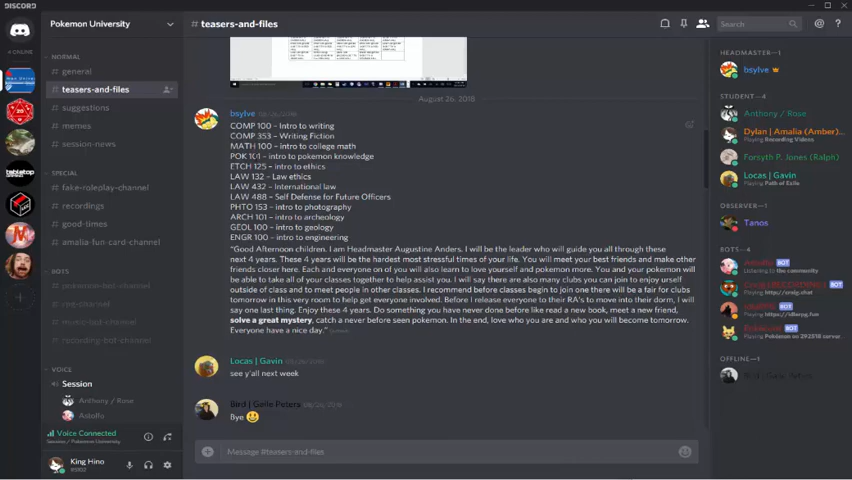 DISCORD
Pokemon University
# teasers-and-files
Search
4 ONLINE
NORMAL
# general
# teasers-and-files
# suggestions
# memes
# session-news
SPECIAL
# fake-roleplay-channel
# recordings
# good-times
# amalia-fun-card-channel
BOTS
# pokemon-bot-channel
# recording-bot-channel
VOICE
Session
Anthony / Rose
AstoRo
Voice Connected
Session / Pokemon University
King Hino
August 26, 2018
bsylve
COMP 100 – Intro to writing
COMP 353 – Writing Fiction
MATH 100 – intro to college math
POK 101 – intro to pokemon knowledge
ETCH 125 – intro to ethics
LAW 132 – Law ethics
LAW 432 – International law
LAW 488 – Self Defense for Future Officers
PHTO 153 – intro to photography
ARCH 101 – intro to archeology
GEOL 100 – intro to geology
ENGR 100 – intro to engineering
"Good Afternoon children. I am Headmaster Augustine Anders. I will be the leader who will guide you all through these
next 4 years. These 4 years will be the hardest most stressful times of your life. You will meet your best friends and make other
friends closer here. Each and everyone on of you will also learn to love yourself and pokemon more. You and your pokemon will
be able to take all of your classes together to help assist you. I will say there are also many clubs you can join to enjoy urself
outside of class and to meet people in other classes. I recommend before classes begin to join one there will be a fair for clubs
tomorrow in this very room to help get everyone involved. Before I release everyone to their RA's to move into their dorm, I will
say one last thing. Enjoy these 4 years. Do something you have never done before like read a new book, meet a new friend,
solve a great mystery, catch a never before seen pokemon. In the end, love who you are and who you will become tomorrow.
Everyone have a nice day."
Locas | Gavin
see y'all next week
Bye
Message #teasers-and-files
HEADMASTER—1
bsylve
STUDENT—4
Anthony / Rose
Dylan | Amalia (Amber)...
Playing Recording Videos
Forsyth P. Jones (Ralph)
Locas | Gavin
Playing Path of Exile
OBSERVER—1
Tanos
BOTS—4
BOT
Listening to the community
BOT
BOT
BOT
OFFLINE—1